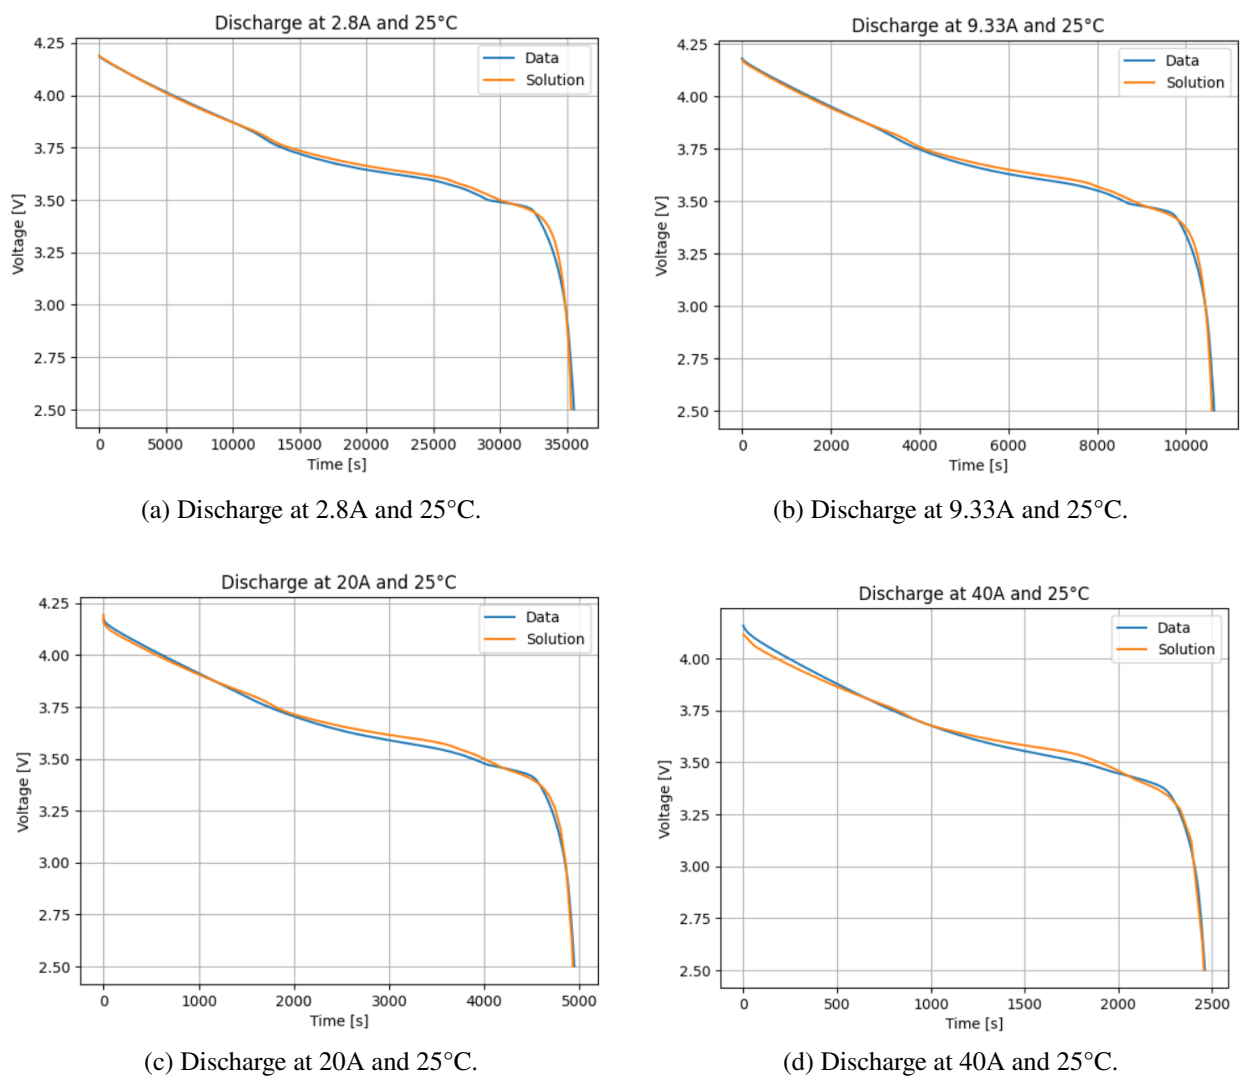 Discharge at 2.8A and 25°C
4.25
4.00
3.75
3.50
3.25
3.00
2.75
2.50
Voltage [V]
Data
Solution
0 5000 10000 15000 20000 25000 30000 35000
Time [s]
(a) Discharge at 2.8A and 25°C.
Discharge at 9.33A and 25°C
4.25
4.00
3.75
3.50
3.25
3.00
2.75
2.50
Voltage [V]
Data
Solution
0 2000 4000 6000 8000 10000
Time [s]
(b) Discharge at 9.33A and 25°C.
Discharge at 20A and 25°C
4.25
4.00
3.75
3.50
3.25
3.00
2.75
2.50
Voltage [V]
Data
Solution
0 1000 2000 3000 4000 5000
Time [s]
(c) Discharge at 20A and 25°C.
Discharge at 40A and 25°C
4.00
3.75
3.50
3.25
3.00
2.75
2.50
Voltage [V]
Data
Solution
0 500 1000 1500 2000 2500
Time [s]
(d) Discharge at 40A and 25°C.